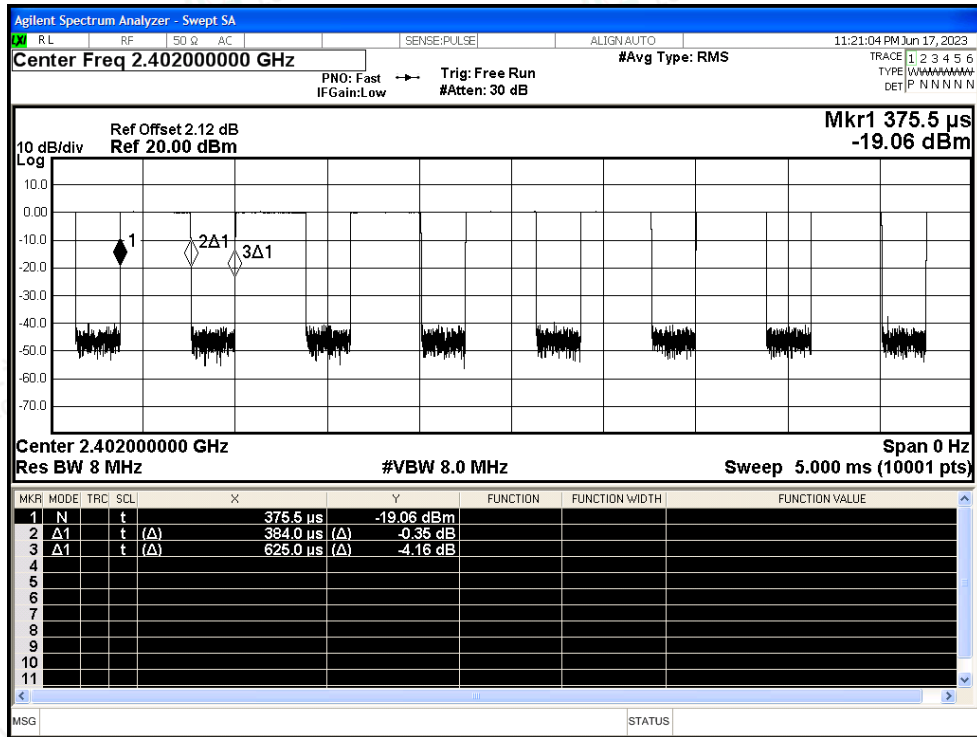 Agilent Spectrum Analyzer - Swept SA
LXI RL RF 50 Ω AC SENSE:PULSE ALIGN AUTO 11:21:04 PM Jun 17, 2023
Center Freq 2.402000000 GHz #Avg Type: RMS TRACE 1 2 3 4 5 6
PNO: Fast Trig: Free Run TYPE WWWWWW
IFGain:Low #Atten: 30 dB DET P N N N N N
Mkr1 375.5 µs
Ref Offset 2.12 dB
10 dB/div Ref 20.00 dBm -19.06 dBm
Log
10.0
0.00
1 2Δ1
-10.0 3Δ1
-20.0
-30.0
-40.0
-50.0
-60.0
-70.0
Center 2.402000000 GHz Span 0 Hz
Res BW 8 MHz #VBW 8.0 MHz Sweep 5.000 ms (10001 pts)
MKR MODE TRC SCL X Y FUNCTION FUNCTION WIDTH FUNCTION VALUE
1 N t 375.5 µs -19.06 dBm
2 Δ1 t (Δ) 384.0 µs (Δ) -0.35 dB
3 Δ1 t (Δ) 625.0 µs (Δ) -4.16 dB
4
5
6
7
8
9
10
11
MSG STATUS